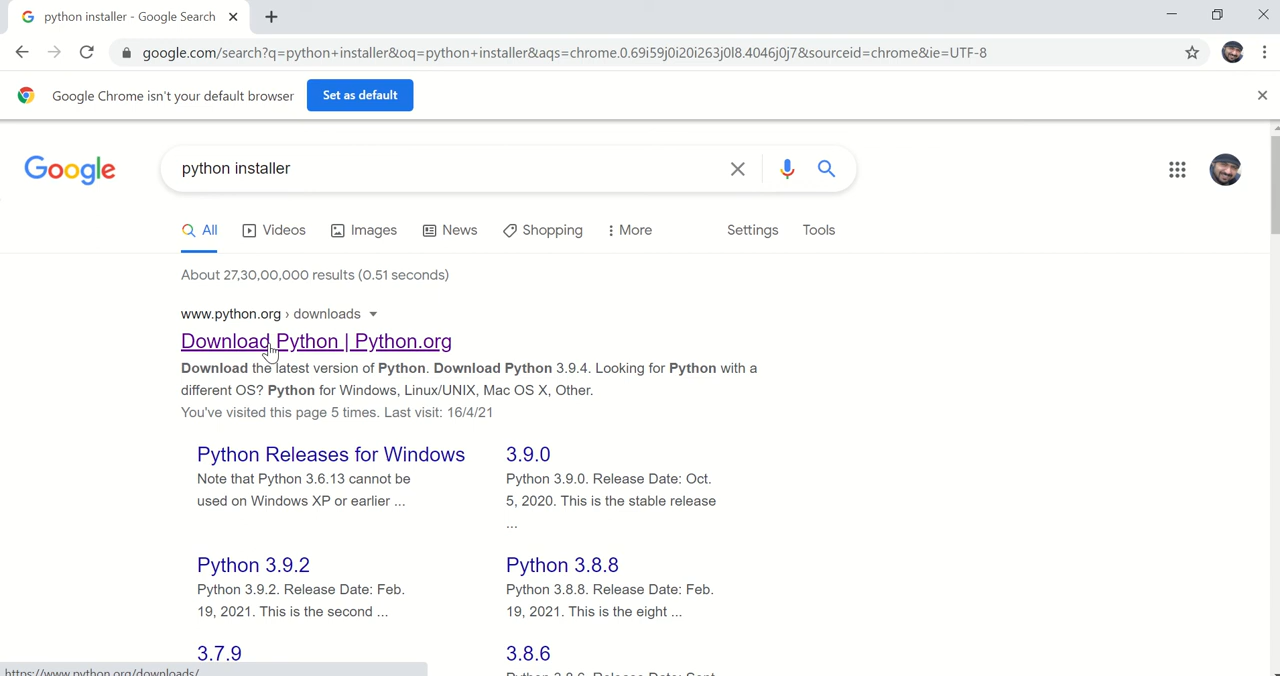 python installer - Google Search
google.com/search?q=python+installer&oq=python+installer&aqs=chrome.0.69i59j0i20i263j0l8.4046j0j7&sourceid=chrome&ie=UTF-8
Google Chrome isn't your default browser Set as default
Google python installer
All Videos Images News Shopping More Settings Tools
About 27,30,00,000 results (0.51 seconds)
www.python.org › downloads
Download Python | Python.org
Download the latest version of Python. Download Python 3.9.4. Looking for Python with a
different OS? Python for Windows, Linux/UNIX, Mac OS X, Other.
You've visited this page 5 times. Last visit: 16/4/21
Python Releases for Windows
Note that Python 3.6.13 cannot be
used on Windows XP or earlier ...
3.9.0
Python 3.9.0. Release Date: Oct.
5, 2020. This is the stable release
...
Python 3.9.2
Python 3.9.2. Release Date: Feb.
19, 2021. This is the second ...
Python 3.8.8
Python 3.8.8. Release Date: Feb.
19, 2021. This is the eight ...
3.7.9
3.8.6
Python 3.8.6. Release Date: Sept.
https://www.python.org/downloads/